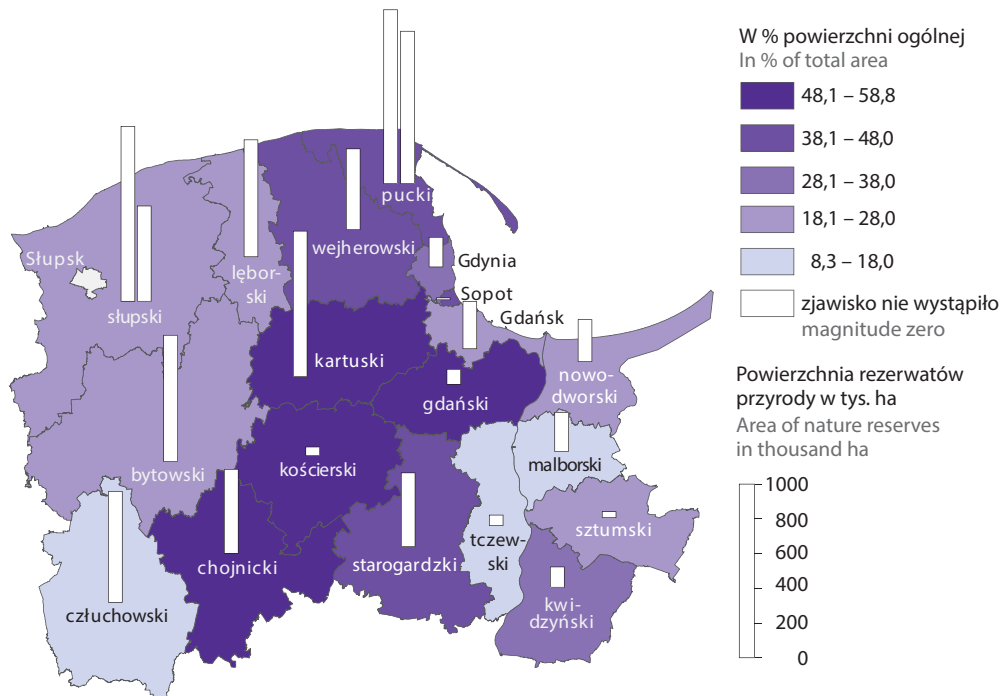 W % powierzchni ogólnej
In % of total area
48,1 – 58,8
38,1 – 48,0
28,1 – 38,0
18,1 – 28,0
8,3 – 18,0
zjawisko nie wystąpiło
magnitude zero
Powierzchnia rezerwatów
przyrody w tys. ha
Area of nature reserves
in thousand ha
1000
800
600
400
200
0
pucki
wejherowski
Słupsk
słupski
lębor-
ski
Gdynia
Sopot
Gdańsk
kartuski
gdański
nowo-
dworski
bytowski
kościerski
malborski
sztumski
tczew-
ski
chojnicki
starogardzki
człuchowski
kwi-
dzyński